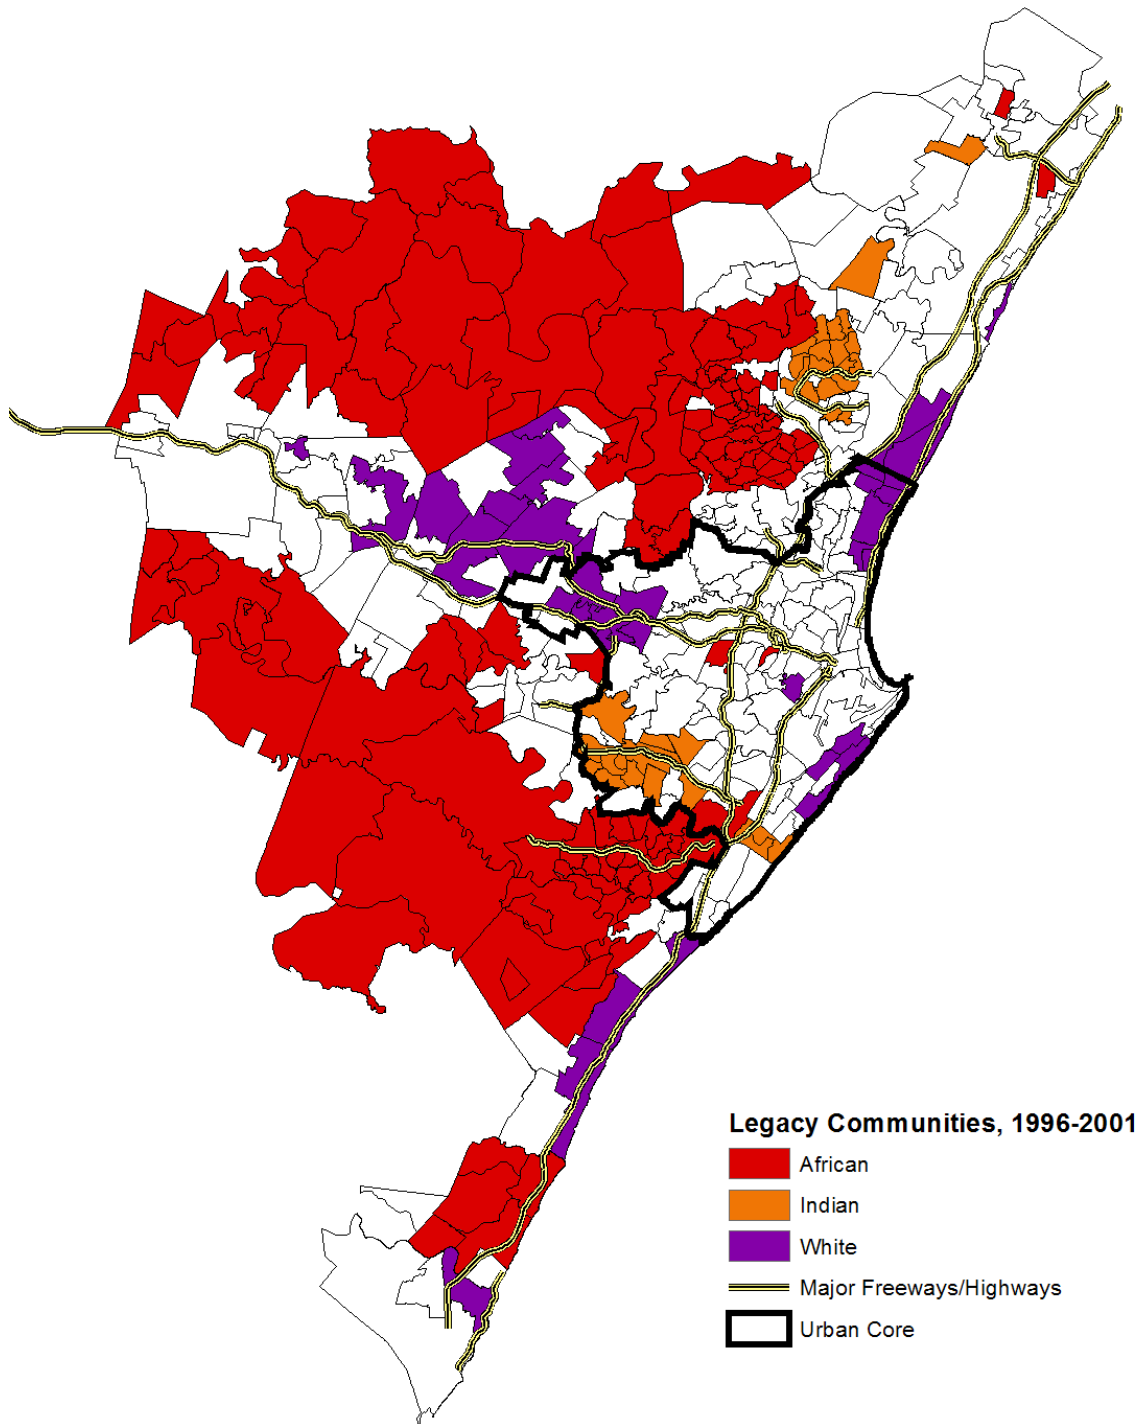 Legacy Communities, 1996-2001
African
Indian
White
Major Freeways/Highways
Urban Core